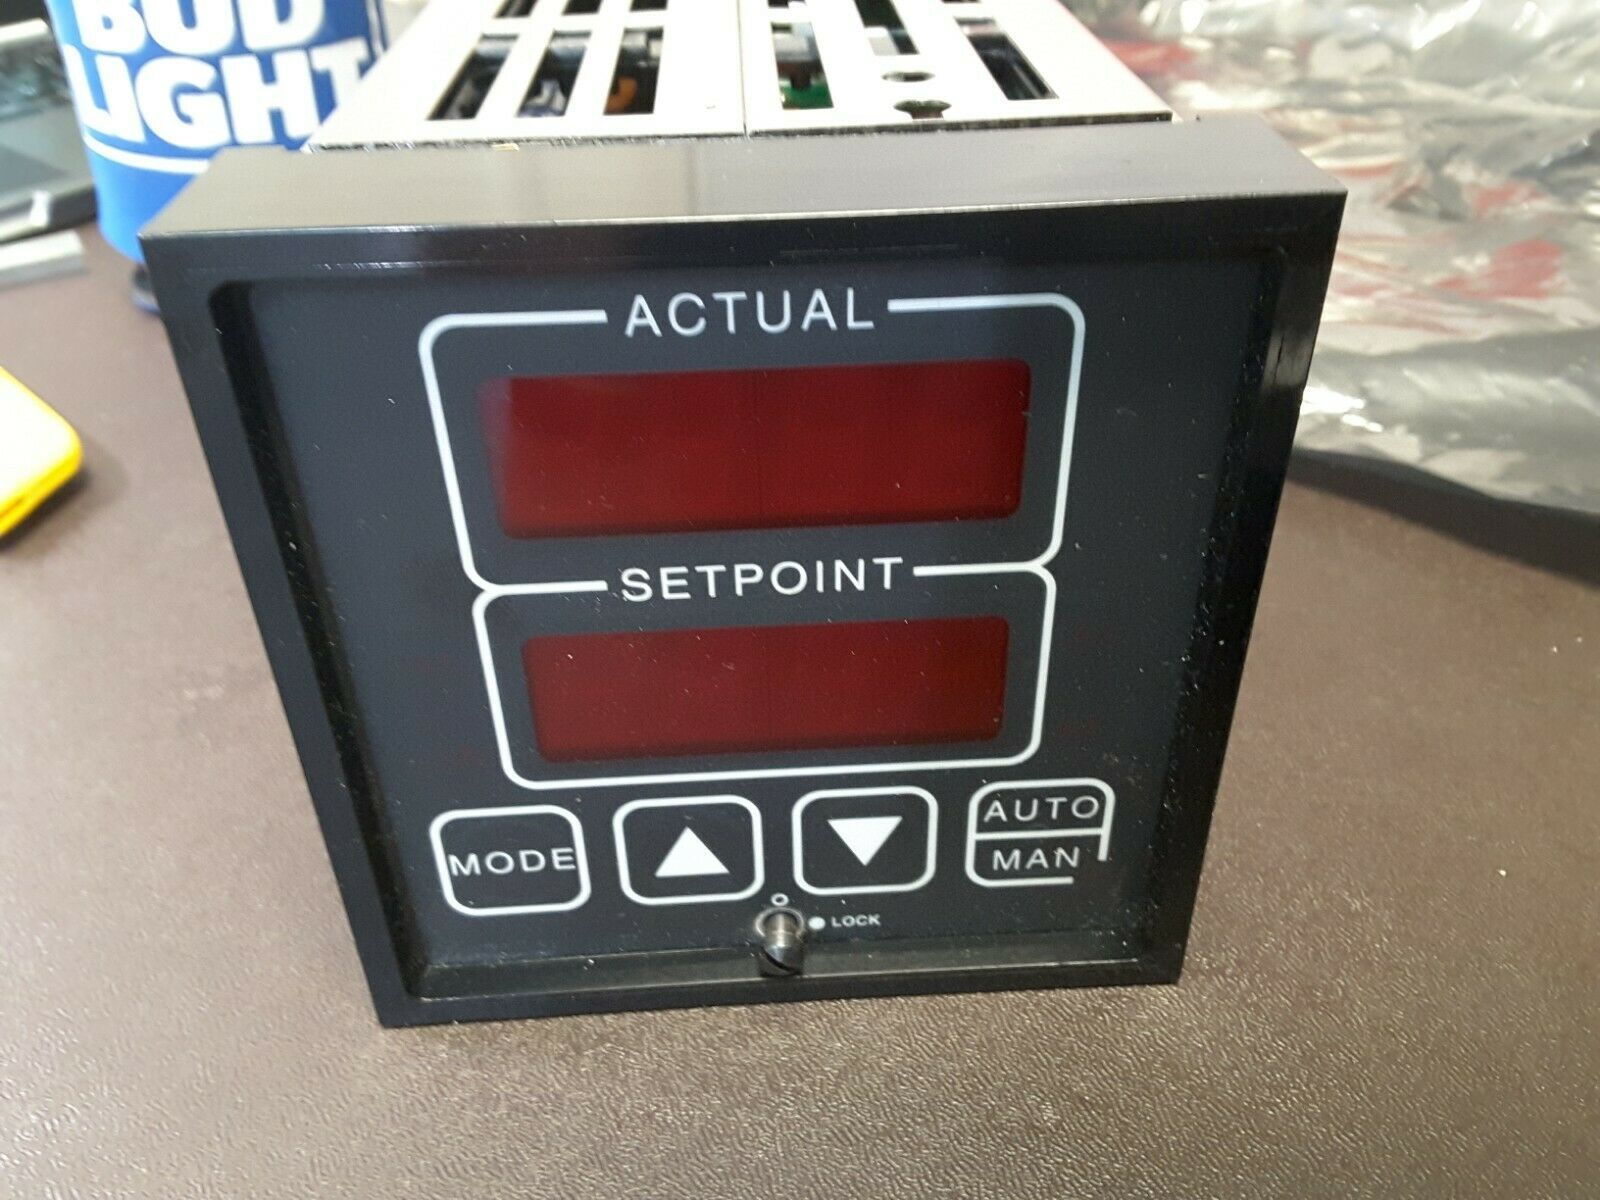 BUD
LIGHT
ACTUAL
SETPOINT
MODE
AUTO
MAN
LOCK